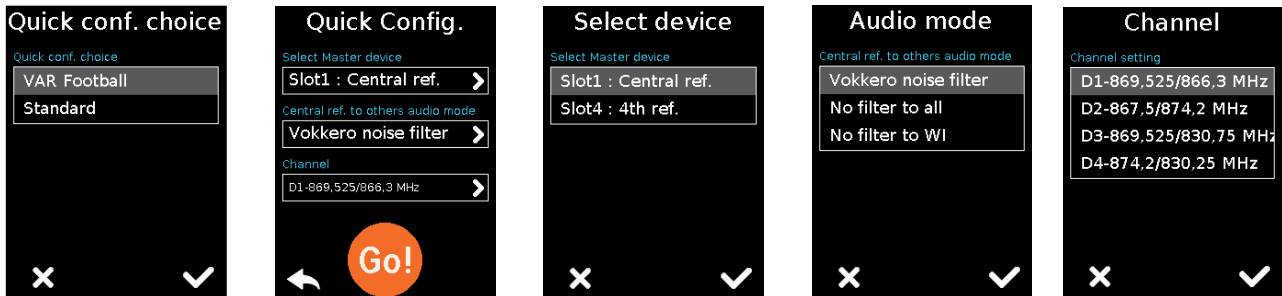 Quick conf. choice
Quick conf. choice
VAR Football
Standard
Quick Config.
Select Master device
Slot1 : Central ref.
Central ref. to others audio mode
Vokkero noise filter
Channel
D1-869,525/866,3 MHz
Go!
Select device
Select Master device
Slot1 : Central ref.
Slot4 : 4th ref.
Audio mode
Central ref. to others audio mode
Vokkero noise filter
No filter to all
No filter to WI
Channel
Channel setting
D1-869,525/866,3 MHz
D2-867,5/874,2 MHz
D3-869,525/830,75 MHz
D4-874,2/830,25 MHz